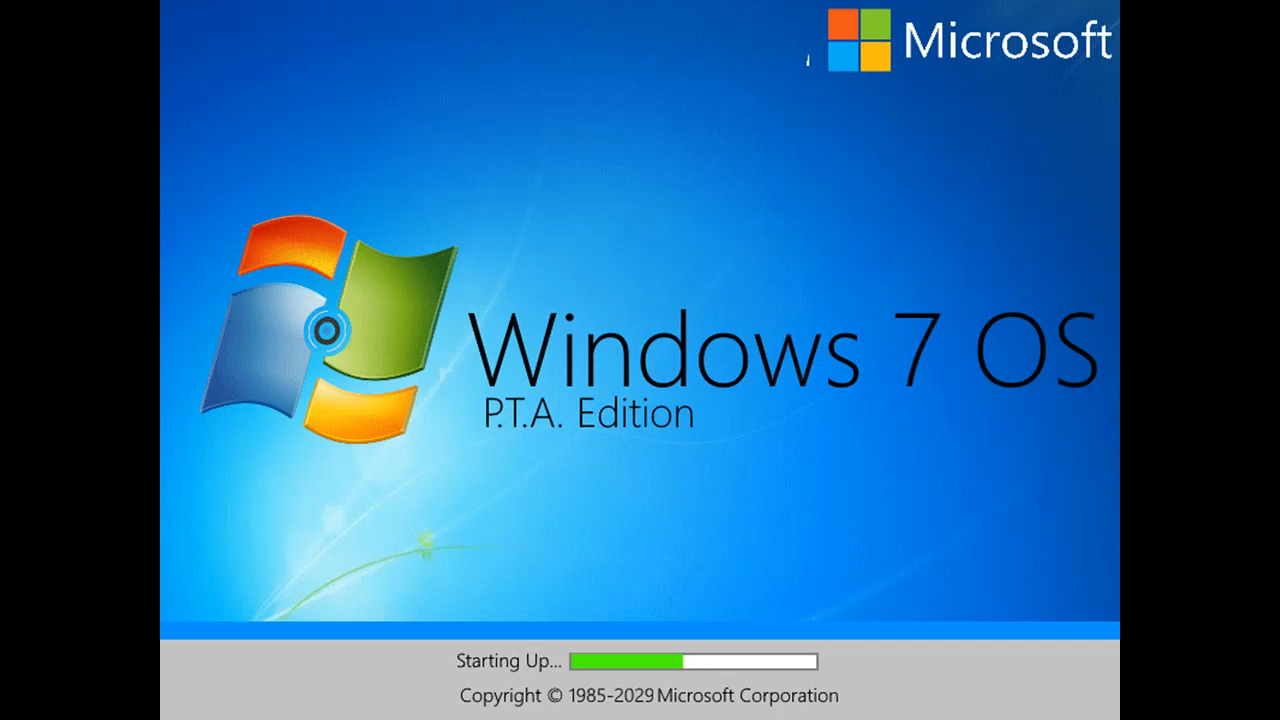 Microsoft
Windows 7 OS
P.T.A. Edition
Starting Up...
Copyright © 1985-2029 Microsoft Corporation